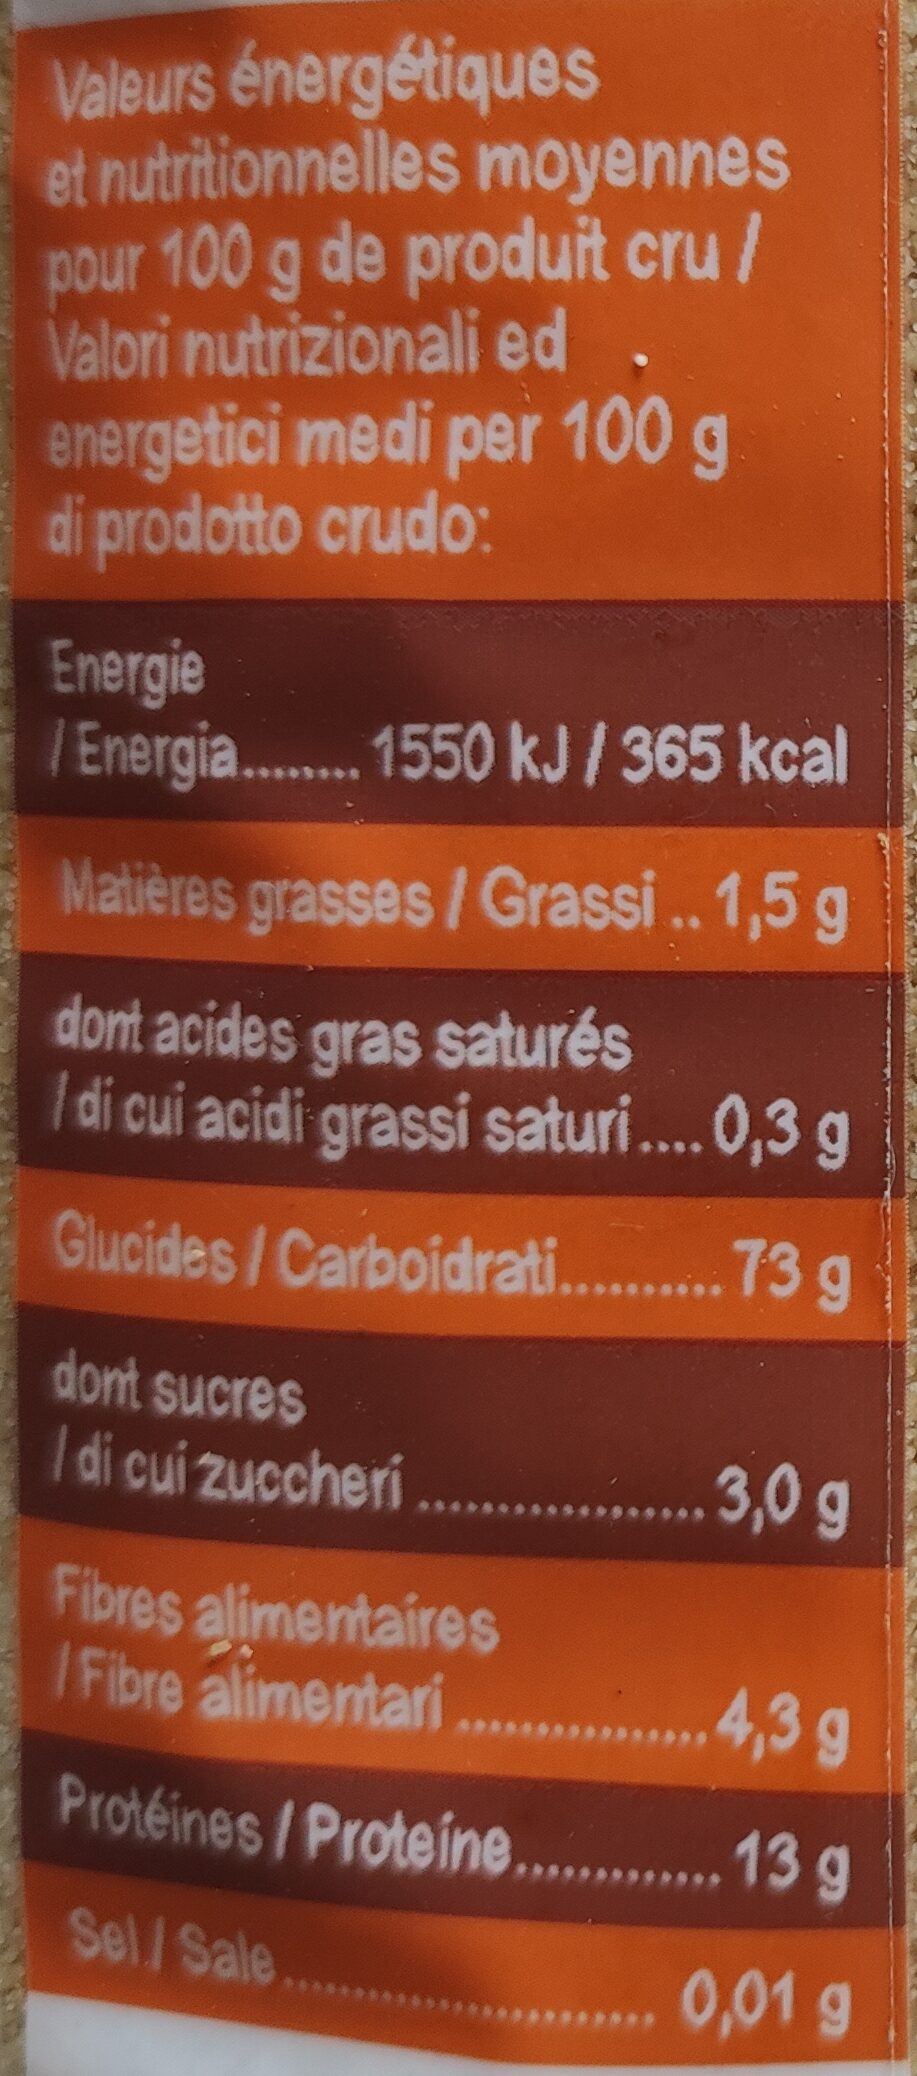 Valeurs énergétiques
et nutritionnelles moyennes
pour 100 g de produit cru /
Valori nutrizionali ed
energetici medi per 100 g
di prodotto crudo:
Energie
/ Energia......... 1550 kJ / 365 kcal
Matières grasses / Grassi .. 1,5 g
dont acides gras saturés
/ di cui acidi grassi saturi ..... 0,3 g
Glucides / Carboidrati............ 73 g
dont sucres
/ di cui zuccheri ..................... 3,0 g
Fibres alimentaires
/ Fibre alimentari .................. 4,3 g
Protéines / Proteine............... 13 g
Sel / Sale ........................... 0,01 g